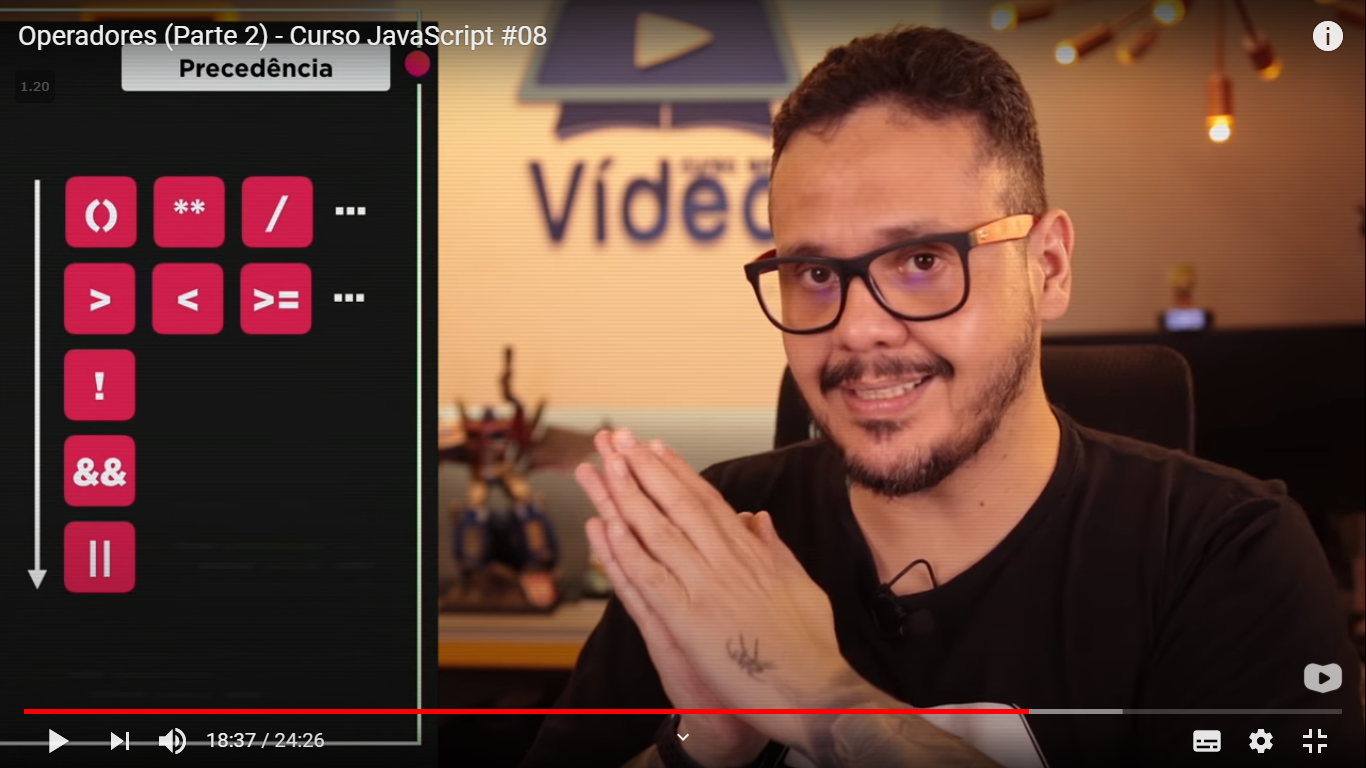 Operadores (Parte 2) - Curso JavaScript #08
Precedência
1.20
() ** / ...
> < >= ...
!
&&
||
Víde
18:37 / 24:26